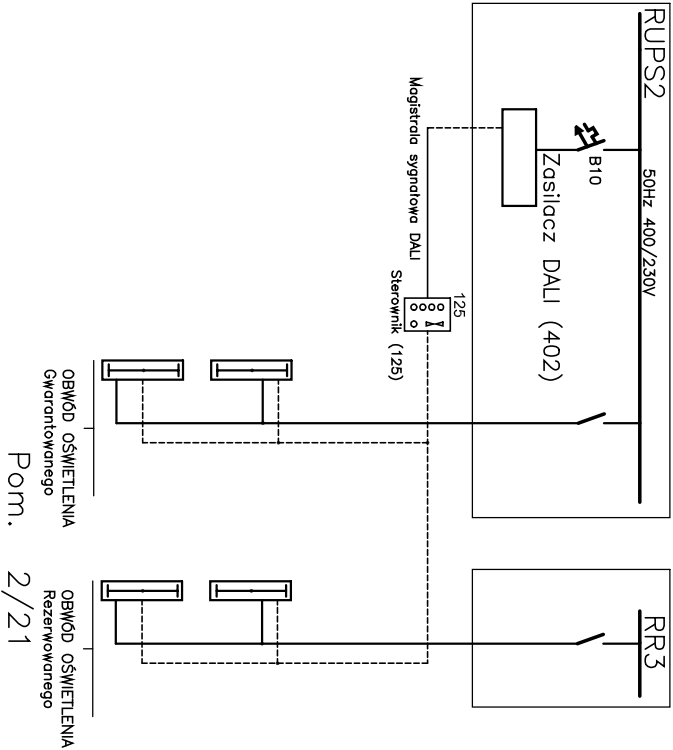 RUPS2
50Hz 400/230V
B10
Zasilacz DALI (402)
Magistrala sygnałowa DALI
125
Sterownik (125)
OBWÓD OŚWIETLENIA
Gwarantowanego
RR3
OBWÓD OŚWIETLENIA
Rezerwowanego
Pom. 2/21